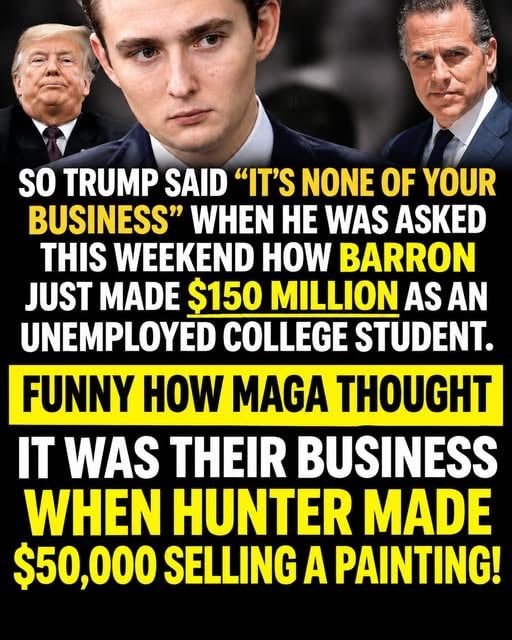 SO TRUMP SAID “IT’S NONE OF YOUR
BUSINESS” WHEN HE WAS ASKED
THIS WEEKEND HOW BARRON
JUST MADE $150 MILLION AS AN
UNEMPLOYED COLLEGE STUDENT.
FUNNY HOW MAGA THOUGHT
IT WAS THEIR BUSINESS
WHEN HUNTER MADE
$50,000 SELLING A PAINTING!